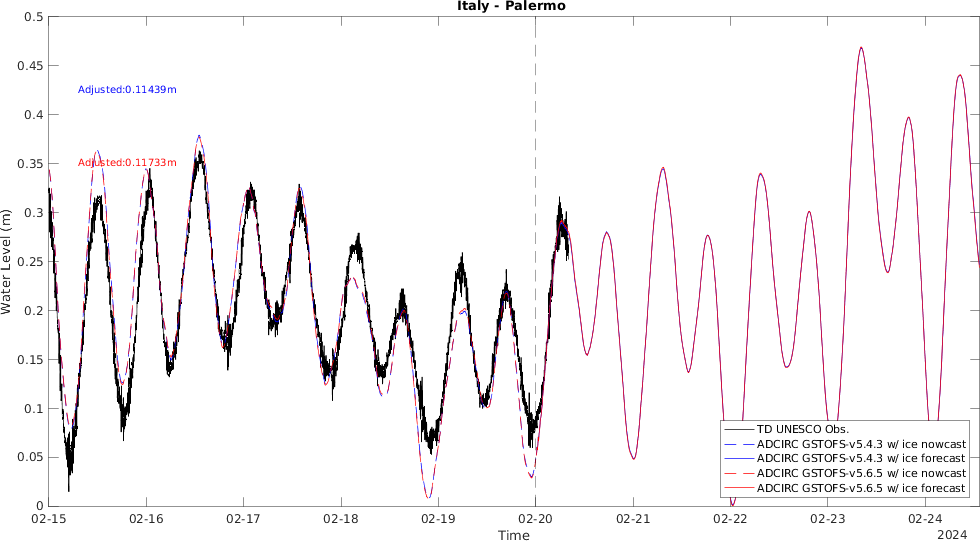 Italy - Palermo
0.5
0.45
0.4
0.35
0.3
0.25
0.2
0.15
0.1
0.05
0
Water Level (m)
Adjusted:0.11439m
Adjusted:0.11733m
TD UNESCO Obs.
ADCIRC GSTOFS-v5.4.3 w/ ice nowcast
ADCIRC GSTOFS-v5.4.3 w/ ice forecast
ADCIRC GSTOFS-v5.6.5 w/ ice nowcast
ADCIRC GSTOFS-v5.6.5 w/ ice forecast
02-15 02-16 02-17 02-18 02-19 02-20 02-21 02-22 02-23 02-24
Time
2024